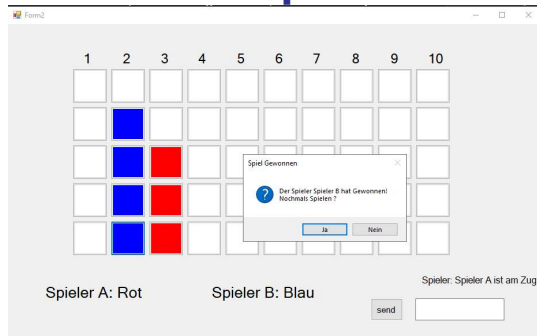 Form2
1 2 3 4 5 6 7 8 9 10
Spiel Gewonnen
Der Spieler Spieler B hat Gewonnen!
Nochmals Spielen ?
Ja Nein
Spieler: Spieler A ist am Zug
Spieler A: Rot Spieler B: Blau
send